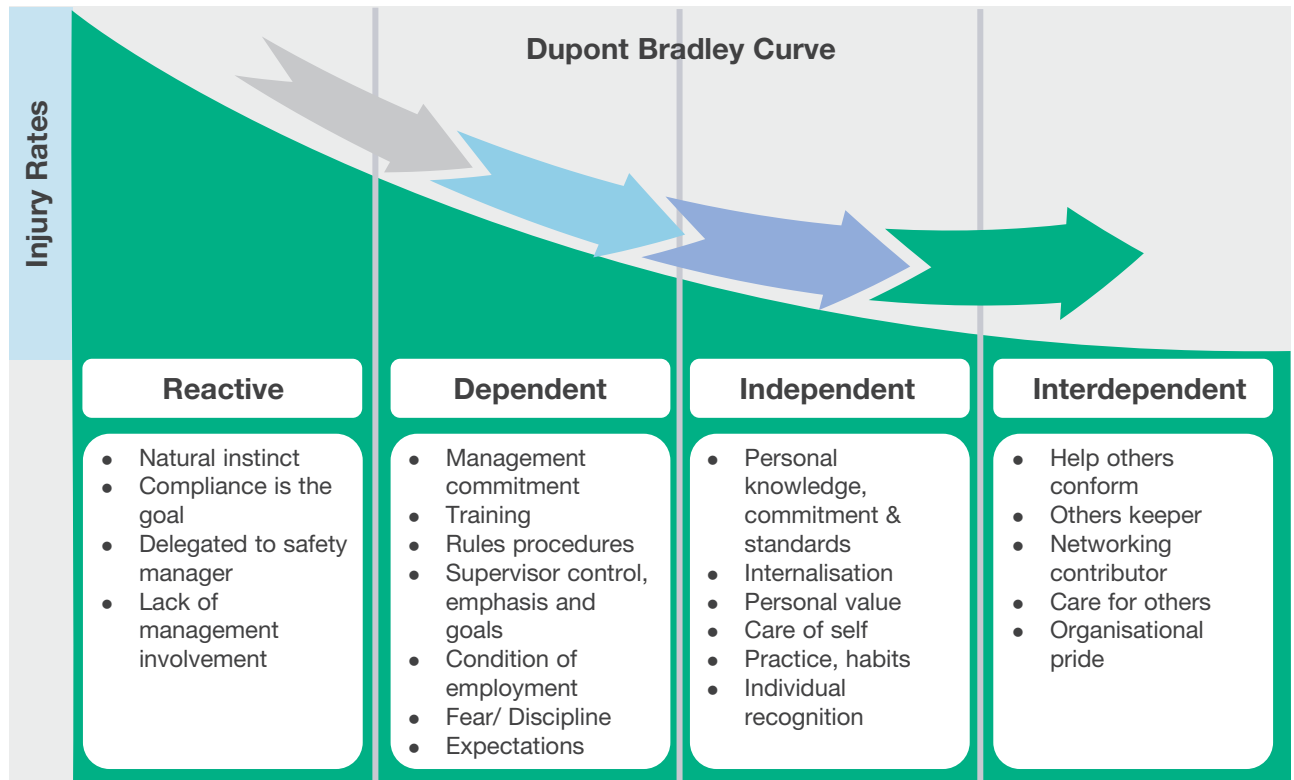 Dupont Bradley Curve
Injury Rates
Reactive
● Natural instinct
● Compliance is the
goal
● Delegated to safety
manager
● Lack of
management
involvement
Dependent
● Management
commitment
● Training
● Rules procedures
● Supervisor control,
emphasis and
goals
● Condition of
employment
● Fear/ Discipline
● Expectations
Independent
● Personal
knowledge,
commitment &
standards
● Internalisation
● Personal value
● Care of self
● Practice, habits
● Individual
recognition
Interdependent
● Help others
conform
● Others keeper
● Networking
contributor
● Care for others
● Organisational
pride